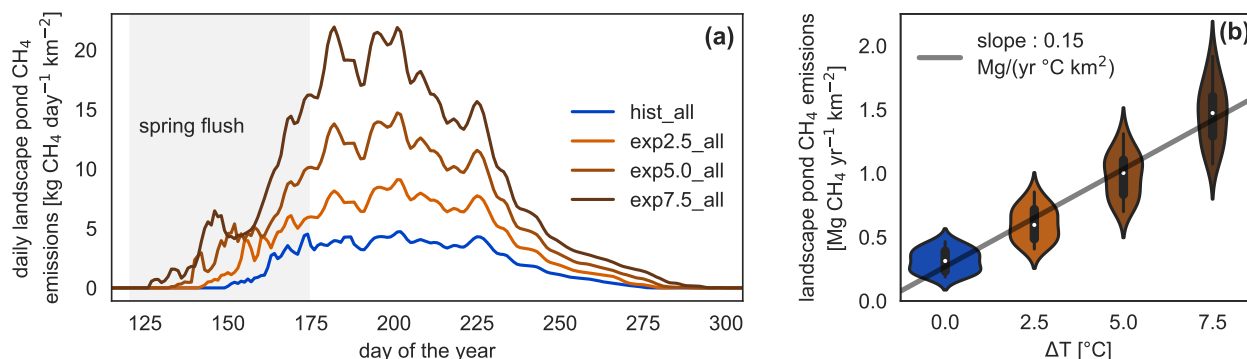 daily landscape pond CH₄
emissions [kg CH₄ day⁻¹ km⁻²]
20
15
10
5
0
spring flush
(a)
hist_all
exp2.5_all
exp5.0_all
exp7.5_all
125
150
175
200
225
250
275
300
day of the year
landscape pond CH₄ emissions
[Mg CH₄ yr⁻¹ km⁻²]
2.0
1.5
1.0
0.5
0.0
slope : 0.15
Mg/(yr °C km²)
(b)
0.0
2.5
5.0
7.5
ΔT [°C]